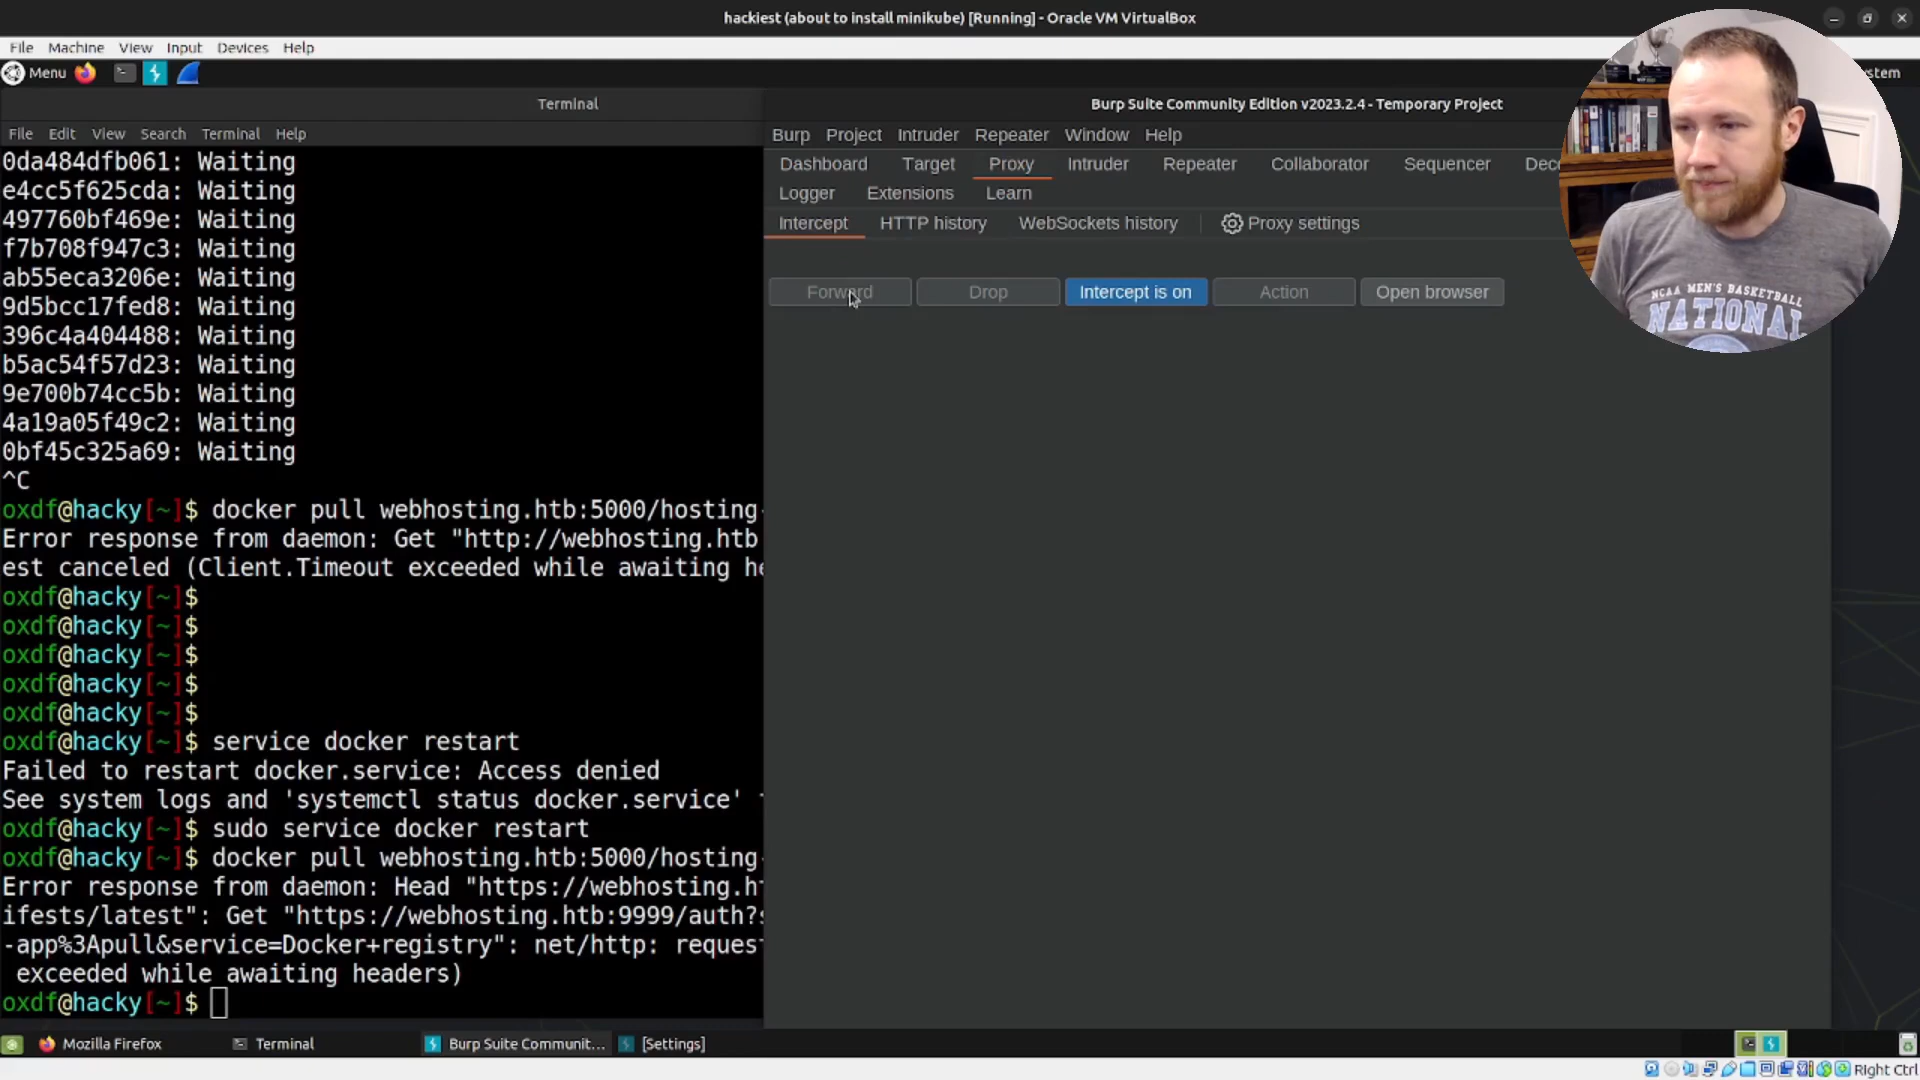 hackiest (about to install minikube) [Running] - Oracle VM VirtualBox
File Machine View Input Devices Help
Menu
stem
Terminal
File Edit View Search Terminal Help
0da484dfb061: Waiting
e4cc5f625cda: Waiting
497760bf469e: Waiting
f7b708f947c3: Waiting
ab55eca3206e: Waiting
9d5bcc17fed8: Waiting
396c4a404488: Waiting
b5ac54f57d23: Waiting
9e700b74cc5b: Waiting
4a19a05f49c2: Waiting
0bf45c325a69: Waiting
^C
oxdf@hacky[~]$ docker pull webhosting.htb:5000/hosting-
Error response from daemon: Get "http://webhosting.htb
est canceled (Client.Timeout exceeded while awaiting he
oxdf@hacky[~]$
oxdf@hacky[~]$
oxdf@hacky[~]$
oxdf@hacky[~]$
oxdf@hacky[~]$
oxdf@hacky[~]$ service docker restart
Failed to restart docker.service: Access denied
See system logs and 'systemctl status docker.service'
oxdf@hacky[~]$ sudo service docker restart
oxdf@hacky[~]$ docker pull webhosting.htb:5000/hosting-
Error response from daemon: Head "https://webhosting.ht
ifests/latest": Get "https://webhosting.htb:9999/auth?s
-app%3Apull&service=Docker+registry": net/http: reques
exceeded while awaiting headers)
oxdf@hacky[~]$
Burp Suite Community Edition v2023.2.4 - Temporary Project
Burp Project Intruder Repeater Window Help
Dashboard Target Proxy Intruder Repeater Collaborator Sequencer Deco
Logger Extensions Learn
Intercept HTTP history WebSockets history Proxy settings
Forward Drop Intercept is on Action Open browser
NCAA MEN'S BASKETBALL
NATIONAL
Mozilla Firefox Terminal Burp Suite Communit... [Settings]
Right Ctrl